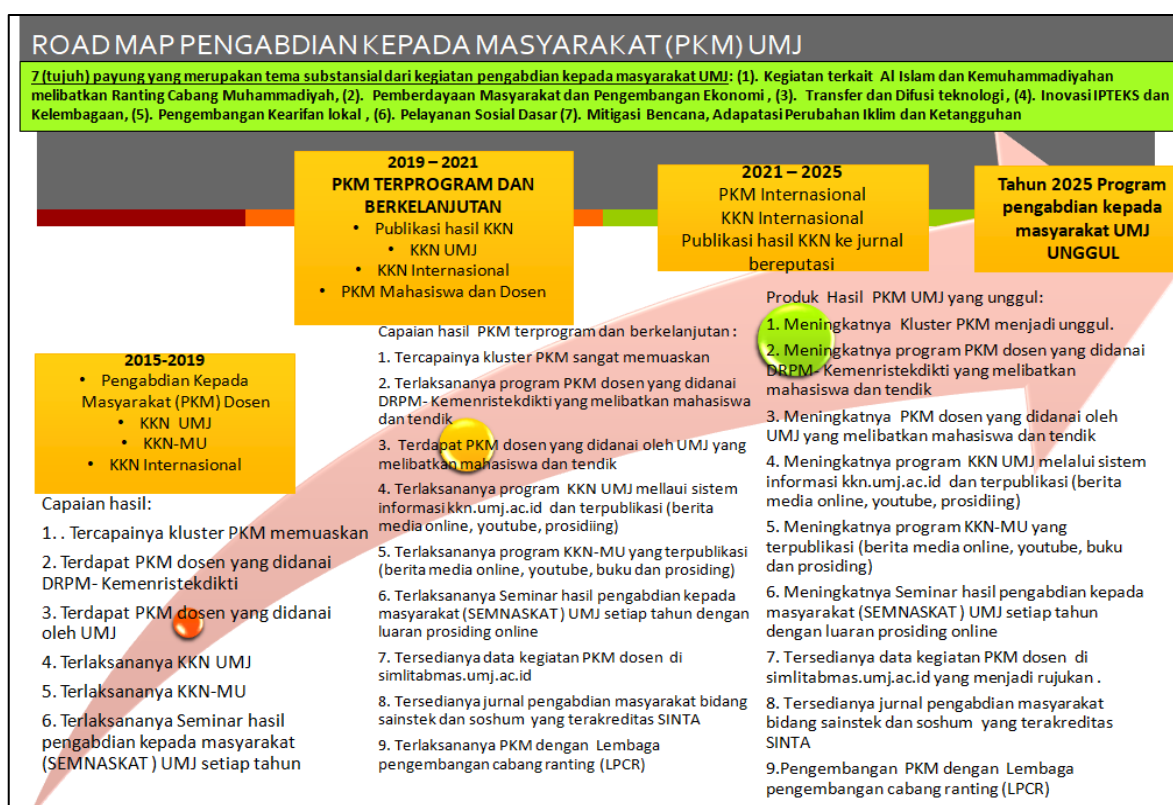 ROAD MAP PENGABDIAN KEPADA MASYARAKAT (PKM) UMJ
7 (tujuh) payung yang merupakan tema substansial dari kegiatan pengabdian kepada masyarakat UMJ: (1). Kegiatan terkait Al Islam dan Kemuhammadiyahan
melibatkan Ranting Cabang Muhammadiyah, (2). Pemberdayaan Masyarakat dan Pengembangan Ekonomi , (3). Transfer dan Difusi teknologi , (4). Inovasi IPTEKS dan
Kelembagaan, (5). Pengembangan Kearifan lokal , (6). Pelayanan Sosial Dasar (7). Mitigasi Bencana, Adapatasi Perubahan Iklim dan Ketangguhan
2015-2019
• Pengabdian Kepada
Masyarakat (PKM) Dosen
• KKN UMJ
• KKN-MU
• KKN Internasional
Capaian hasil:
1. . Tercapainya kluster PKM memuaskan
2. Terdapat PKM dosen yang didanai
DRPM- Kemenristekdikti
3. Terdapat PKM dosen yang didanai
oleh UMJ
4. Terlaksananya KKN UMJ
5. Terlaksananya KKN-MU
6. Terlaksananya Seminar hasil
pengabdian kepada masyarakat
(SEMNASKAT ) UMJ setiap tahun
2019 – 2021
PKM TERPROGRAM DAN
BERKELANJUTAN
• Publikasi hasil KKN
• KKN UMJ
• KKN Internasional
• PKM Mahasiswa dan Dosen
Capaian hasil PKM terprogram dan berkelanjutan :
1. Tercapainya kluster PKM sangat memuaskan
2. Terlaksananya program PKM dosen yang didanai
DRPM- Kemenristekdikti yang melibatkan mahasiswa
dan tendik
3. Terdapat PKM dosen yang didanai oleh UMJ yang
melibatkan mahasiswa dan tendik
4. Terlaksananya program KKN UMJ mellaui sistem
informasi kkn.umj.ac.id dan terpublikasi (berita
media online, youtube, prosidiing)
5. Terlaksananya program KKN-MU yang terpublikasi
(berita media online, youtube, buku dan prosiding)
6. Terlaksananya Seminar hasil pengabdian kepada
masyarakat (SEMNASKAT ) UMJ setiap tahun dengan
luaran prosiding online
7. Tersedianya data kegiatan PKM dosen di
simlitabmas.umj.ac.id
8. Tersedianya jurnal pengabdian masyarakat bidang
sainstek dan soshum yang terakreditas SINTA
9. Terlaksananya PKM dengan Lembaga
pengembangan cabang ranting (LPCR)
2021 – 2025
PKM Internasional
KKN Internasional
Publikasi hasil KKN ke jurnal
bereputasi
Produk Hasil PKM UMJ yang unggul:
1. Meningkatnya Kluster PKM menjadi unggul.
2. Meningkatnya program PKM dosen yang didanai
DRPM- Kemenristekdikti yang melibatkan
mahasiswa dan tendik
3. Meningkatnya PKM dosen yang didanai oleh
UMJ yang melibatkan mahasiswa dan tendik
4. Meningkatnya program KKN UMJ melalui sistem
informasi kkn.umj.ac.id dan terpublikasi (berita
media online, youtube, prosiding)
5. Meningkatnya program KKN-MU yang
terpublikasi (berita media online, youtube, buku
dan prosiding)
6. Meningkatnya Seminar hasil pengabdian kepada
masyarakat (SEMNASKAT ) UMJ setiap tahun
dengan luaran prosiding online
7. Tersedianya data kegiatan PKM dosen di
simlitabmas.umj.ac.id yang menjadi rujukan .
8. Tersedianya jurnal pengabdian masyarakat
bidang sainstek dan soshum yang terakreditas
SINTA
9.Pengembangan PKM dengan Lembaga
pengembangan cabang ranting (LPCR)
Tahun 2025 Program
pengabdian kepada
masyarakat UMJ
UNGGUL